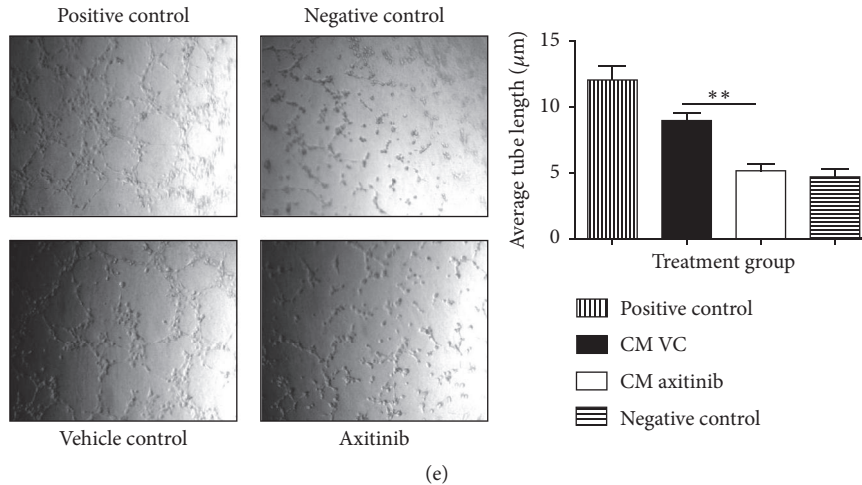 Positive control
Negative control
Vehicle control
Axitinib
Average tube length (μm)
15
10
5
0
**
Treatment group
Positive control
CM VC
CM axitinib
Negative control
(e)